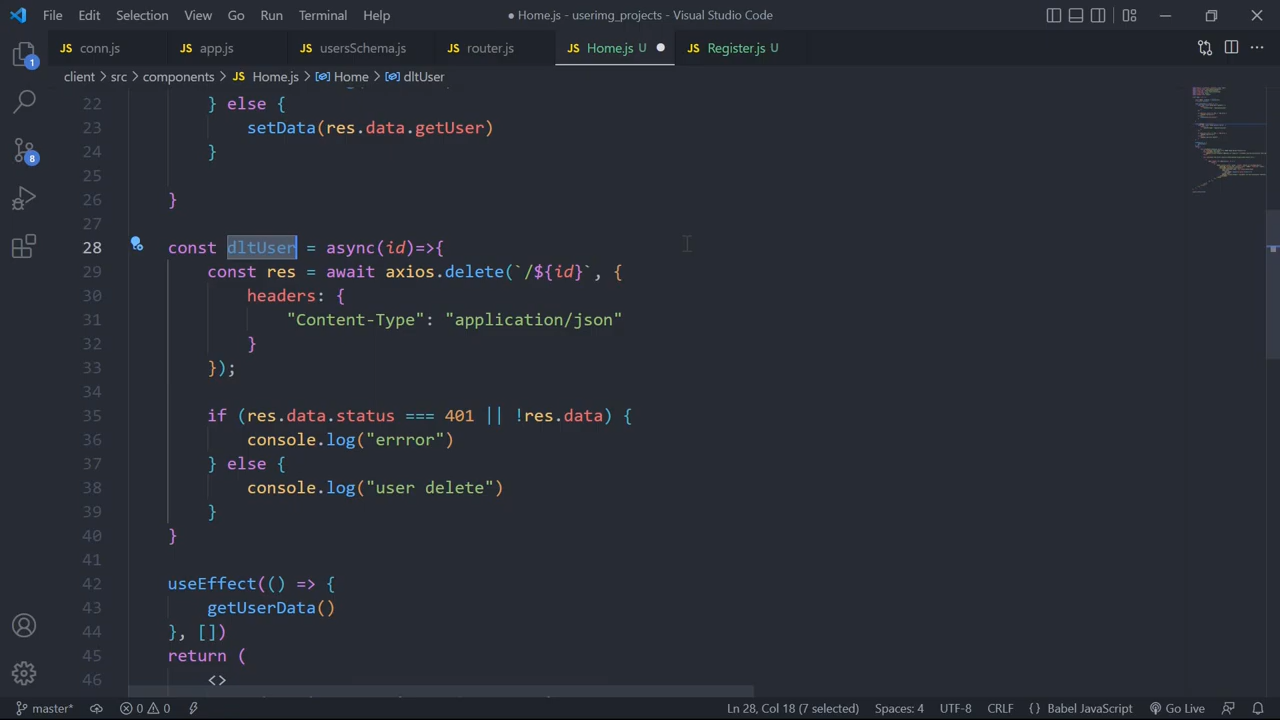 File Edit Selection View Go Run Terminal Help
● Home.js - userimg_projects - Visual Studio Code
JS conn.js JS app.js JS usersSchema.js JS router.js JS Home.js U ● JS Register.js U
client > src > components > JS Home.js > Home > dltUser
22 } else {
23 setData(res.data.getUser)
24 }
25
26 }
27
28 const dltUser = async(id)=>{
29 const res = await axios.delete(`/${id}`, {
30 headers: {
31 "Content-Type": "application/json"
32 }
33 });
34
35 if (res.data.status === 401 || !res.data) {
36 console.log("errror")
37 } else {
38 console.log("user delete")
39 }
40 }
41
42 useEffect(() => {
43 getUserData()
44 }, [])
45 return (
46 <>
1
8
master* 0 0 Ln 28, Col 18 (7 selected) Spaces: 4 UTF-8 CRLF { } Babel JavaScript Go Live